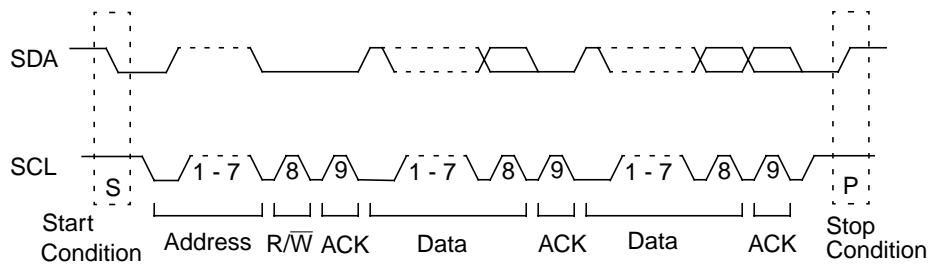 SDA
SCL
1 - 7 8 9 1 - 7 8 9 1 - 7 8 9
S P
Start Condition
Address R/W̅ ACK Data ACK Data ACK
Stop Condition